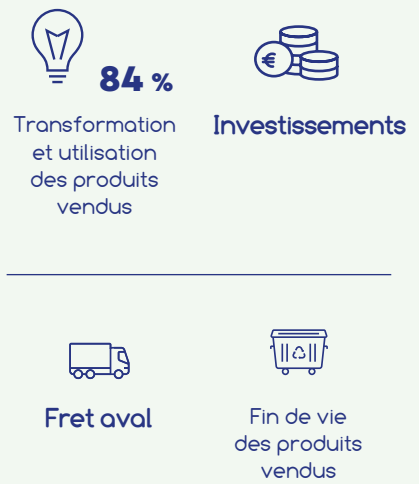 84 %
Transformation
et utilisation
des produits
vendus
€
Investissements
Fret aval
Fin de vie
des produits
vendus